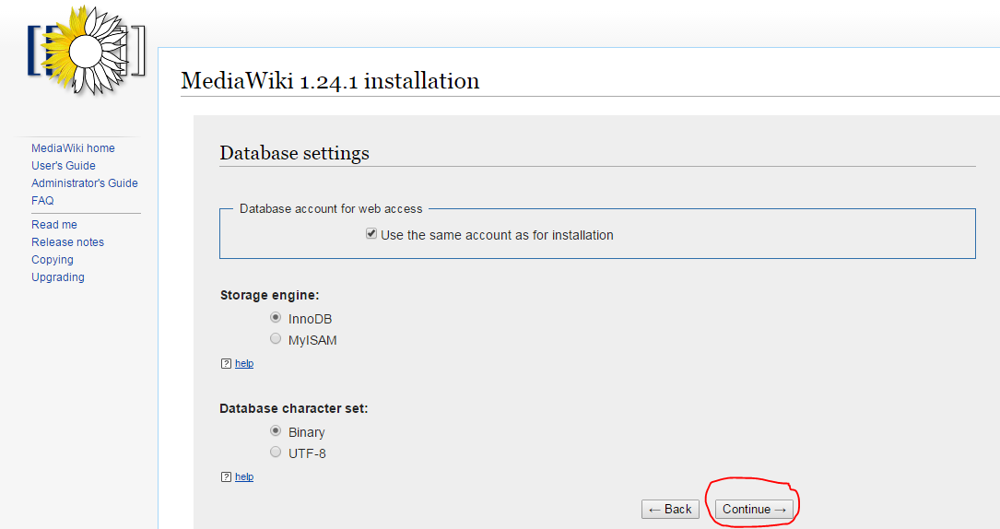 MediaWiki 1.24.1 installation
MediaWiki home
User's Guide
Administrator's Guide
FAQ
Read me
Release notes
Copying
Upgrading
Database settings
Database account for web access
Use the same account as for installation
Storage engine:
InnoDB
MyISAM
? help
Database character set:
Binary
UTF-8
? help
← Back Continue →